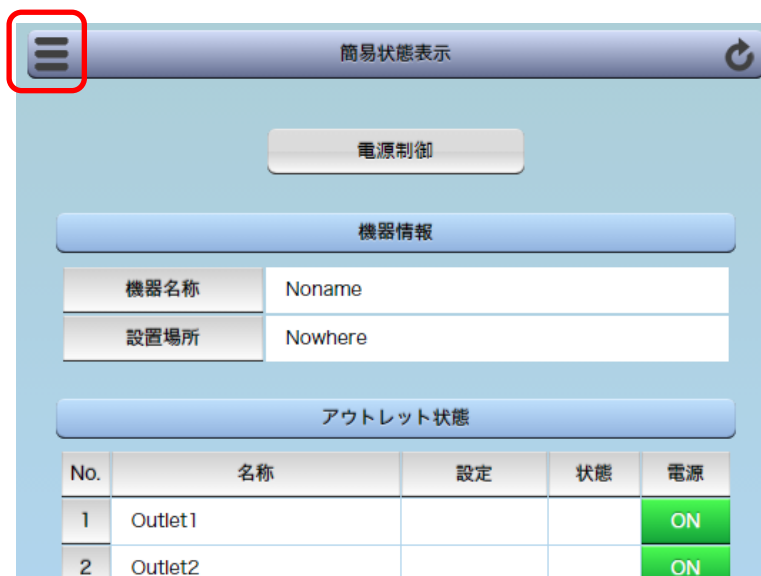 簡易状態表示
電源制御
機器情報
機器名称 Noname
設置場所 Nowhere
アウトレット状態
No. 名称 設定 状態 電源
1 Outlet1 ON
2 Outlet2 ON